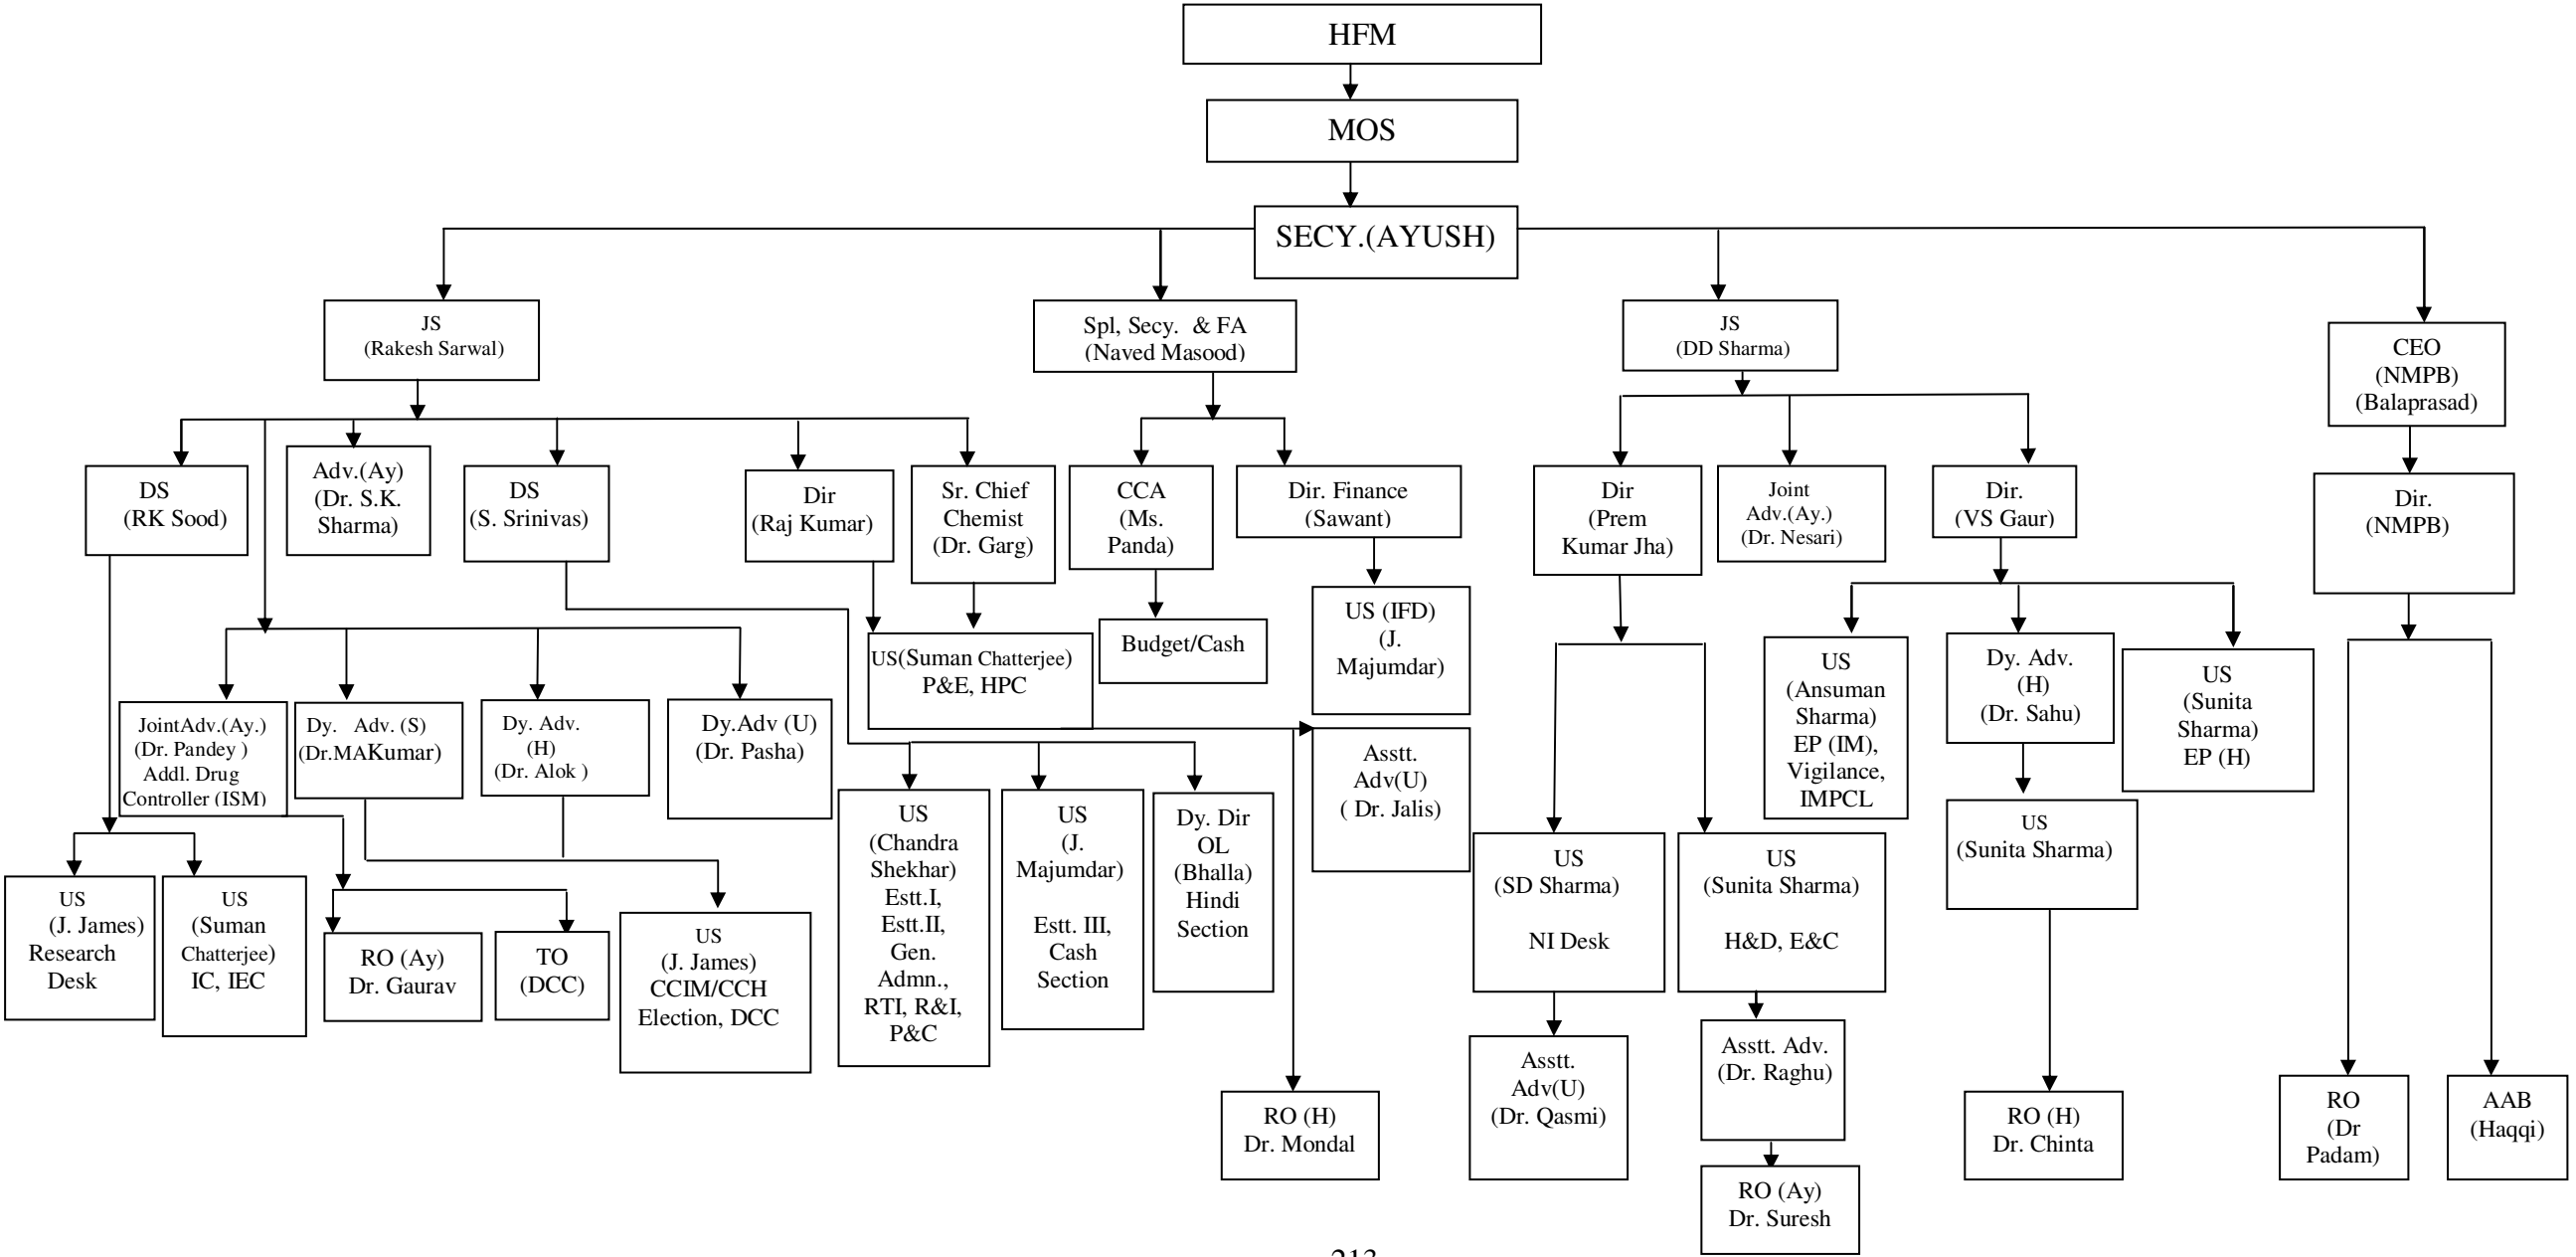 HFM
MOS
SECY.(AYUSH)
JS
(Rakesh Sarwal)
Spl, Secy. & FA
(Naved Masood)
JS
(DD Sharma)
CEO
(NMPB)
(Balaprasad)
DS
(RK Sood)
Adv.(Ay)
(Dr. S.K.
Sharma)
DS
(S. Srinivas)
Dir
(Raj Kumar)
Sr. Chief
Chemist
(Dr. Garg)
CCA
(Ms.
Panda)
Dir. Finance
(Sawant)
Dir
(Prem
Kumar Jha)
Joint
Adv.(Ay.)
(Dr. Nesari)
Dir.
(VS Gaur)
Dir.
(NMPB)
US(Suman Chatterjee)
P&E, HPC
Budget/Cash
US (IFD)
(J.
Majumdar)
US
(Ansuman
Sharma)
EP (IM),
Vigilance,
IMPCL
Dy. Adv.
(H)
(Dr. Sahu)
US
(Sunita
Sharma)
EP (H)
JointAdv.(Ay.)
(Dr. Pandey )
Addl. Drug
Controller (ISM)
Dy. Adv. (S)
(Dr.MAKumar)
Dy. Adv.
(H)
(Dr. Alok )
Dy.Adv (U)
(Dr. Pasha)
Asstt.
Adv(U)
( Dr. Jalis)
US
(Chandra
Shekhar)
Estt.I,
Estt.II,
Gen.
Admn.,
RTI, R&I,
P&C
US
(J.
Majumdar)
Estt. III,
Cash
Section
Dy. Dir
OL
(Bhalla)
Hindi
Section
US
(SD Sharma)
NI Desk
US
(Sunita Sharma)
H&D, E&C
US
(Sunita Sharma)
US
(J. James)
Research
Desk
US
(Suman
Chatterjee)
IC, IEC
RO (Ay)
Dr. Gaurav
TO
(DCC)
US
(J. James)
CCIM/CCH
Election, DCC
Asstt.
Adv(U)
(Dr. Qasmi)
Asstt. Adv.
(Dr. Raghu)
RO (H)
Dr. Mondal
RO (H)
Dr. Chinta
RO
(Dr
Padam)
AAB
(Haqqi)
RO (Ay)
Dr. Suresh
213